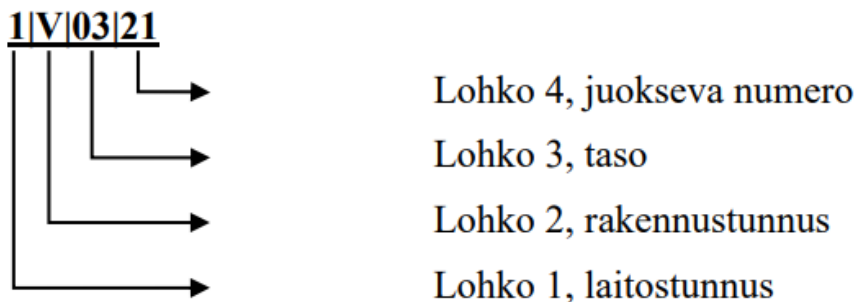 1|V|03|21
Lohko 4, juokseva numero
Lohko 3, taso
Lohko 2, rakennustunnus
Lohko 1, laitostunnus